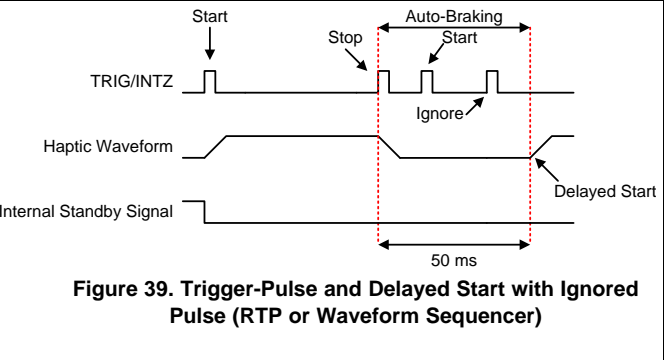 Start
Auto-Braking
Stop
Start
TRIG/INTZ
Ignore
Haptic Waveform
Delayed Start
Internal Standby Signal
50 ms
Figure 39. Trigger-Pulse and Delayed Start with Ignored
Pulse (RTP or Waveform Sequencer)